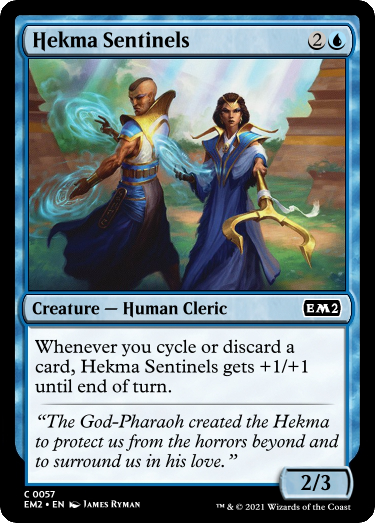 Hekma Sentinels 2
Creature — Human Cleric EM2
Whenever you cycle or discard a
card, Hekma Sentinels gets +1/+1
until end of turn.
“The God-Pharaoh created the Hekma
to protect us from the horrors beyond and
to surround us in his love.”
2/3
C 0057
EM2 • EN JAMES RYMAN
™ & © 2021 Wizards of the Coast